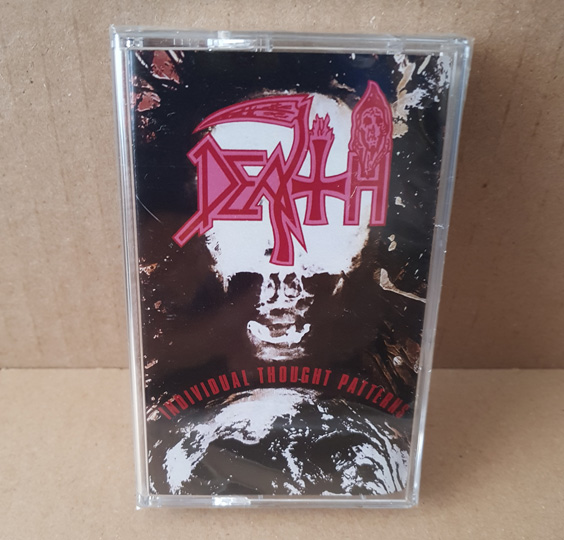 DEATH
INDIVIDUAL THOUGHT PATTERNS